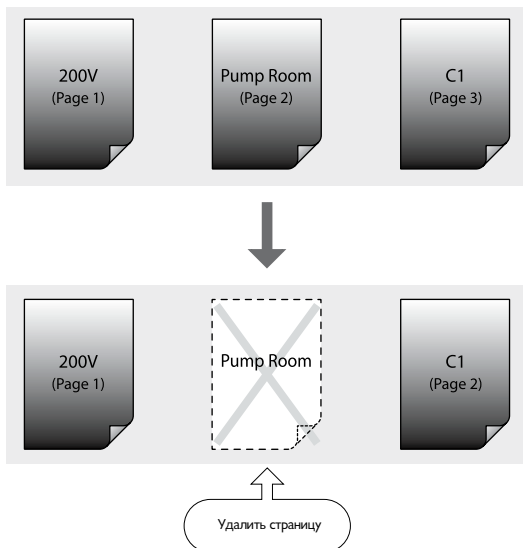 200V
(Page 1)
Pump Room
(Page 2)
C1
(Page 3)
200V
(Page 1)
Pump Room
C1
(Page 2)
Удалить страницу